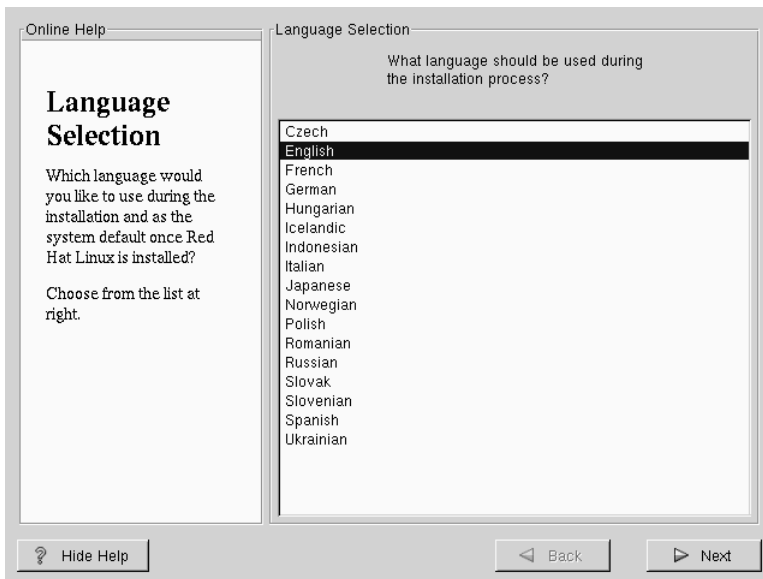 Online Help
Language
Selection
Which language would
you like to use during the
installation and as the
system default once Red
Hat Linux is installed?
Choose from the list at
right.
Language Selection
What language should be used during
the installation process?
Czech
English
French
German
Hungarian
Icelandic
Indonesian
Italian
Japanese
Norwegian
Polish
Romanian
Russian
Slovak
Slovenian
Spanish
Ukrainian
Hide Help
Back
Next